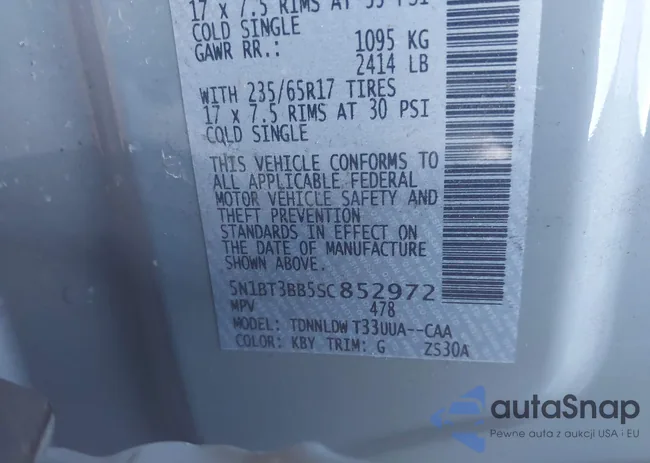 17 x 7.5 RIMS AT 35 PSI
COLD SINGLE
GAWR RR.: 1095 KG
2414 LB
WITH 235/65R17 TIRES
17 x 7.5 RIMS AT 30 PSI
COLD SINGLE
THIS VEHICLE CONFORMS TO
ALL APPLICABLE FEDERAL
MOTOR VEHICLE SAFETY AND
THEFT PREVENTION
STANDARDS IN EFFECT ON
THE DATE OF MANUFACTURE
SHOWN ABOVE.
5N1BT3BB5SC852972
MPV 478
MODEL: TDNNLDW T33UUA--CAA
COLOR: KBY TRIM: G ZS30A
autaSnap
Pewne auta z aukcji USA i EU